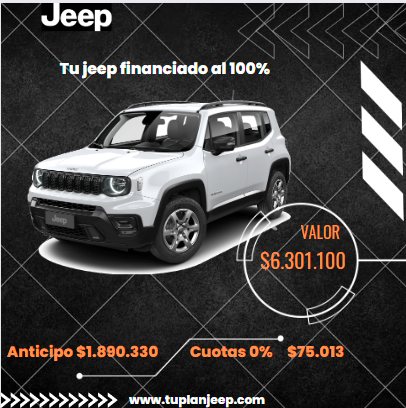 Jeep
Tu jeep financiado al 100%
Jeep
VALOR
$6.301.100
Anticipo $1.890.330 Cuotas 0% $75.013
www.tuplanjeep.com